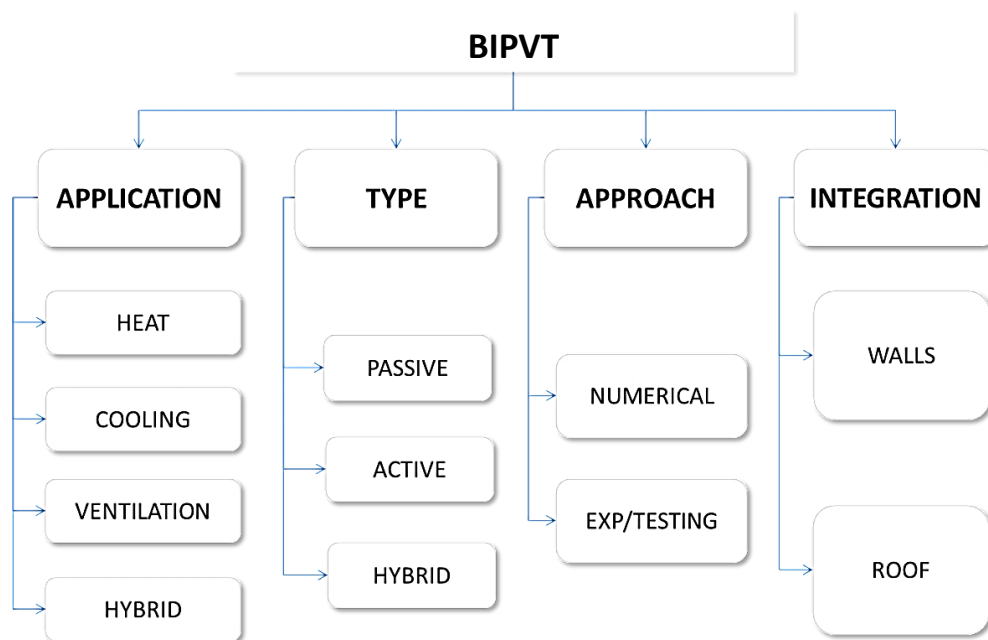 BIPVT
APPLICATION
TYPE
APPROACH
INTEGRATION
HEAT
COOLING
VENTILATION
HYBRID
PASSIVE
ACTIVE
HYBRID
NUMERICAL
EXP/TESTING
WALLS
ROOF